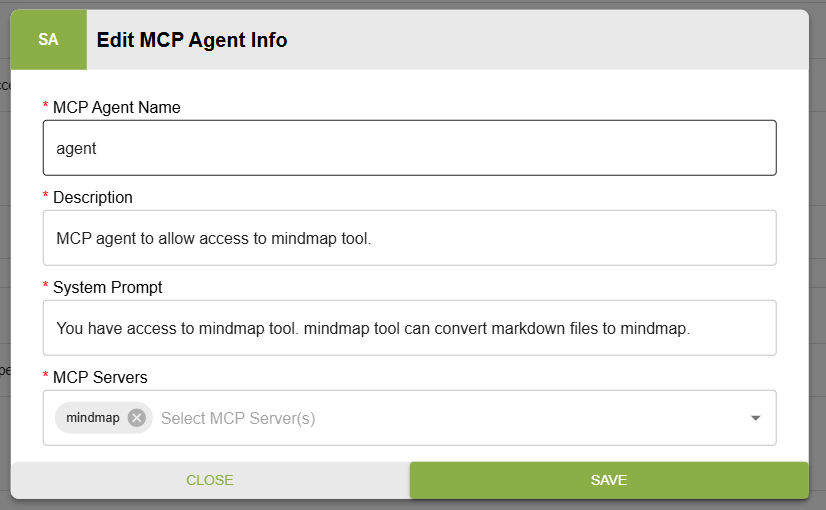 SA
Edit MCP Agent Info
* MCP Agent Name
agent
* Description
MCP agent to allow access to mindmap tool.
* System Prompt
You have access to mindmap tool. mindmap tool can convert markdown files to mindmap.
* MCP Servers
mindmap Select MCP Server(s)
CLOSE SAVE